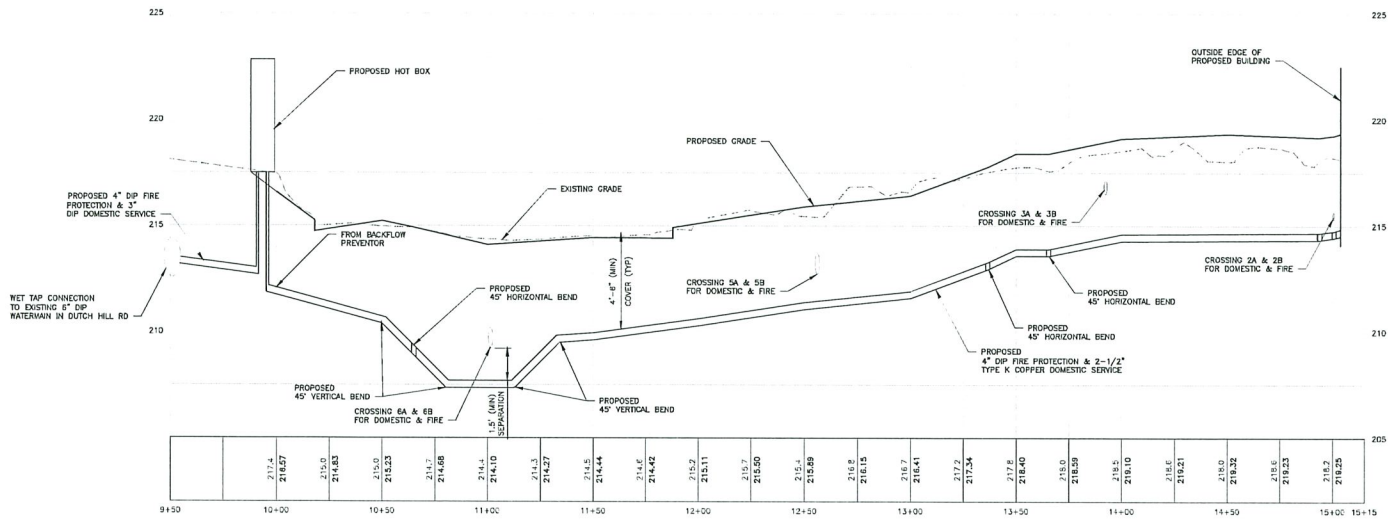 225
225
PROPOSED HOT BOX
OUTSIDE EDGE OF
PROPOSED BUILDING
220
220
PROPOSED GRADE
PROPOSED 4" DIP FIRE
PROTECTION & 3"
DIP DOMESTIC SERVICE
EXISTING GRADE
215
215
FROM BACKFLOW
PREVENTOR
CROSSING 3A & 3B
FOR DOMESTIC & FIRE
4'-6" (MIN)
COVER (TYP)
CROSSING 5A & 5B
FOR DOMESTIC & FIRE
CROSSING 2A & 2B
FOR DOMESTIC & FIRE
WET TAP CONNECTION
TO EXISTING 6" DIP
WATERMAIN IN DUTCH HILL RD
PROPOSED
45° HORIZONTAL BEND
PROPOSED
45° HORIZONTAL BEND
210
210
PROPOSED
45° HORIZONTAL BEND
PROPOSED
4" DIP FIRE PROTECTION & 2-1/2"
TYPE K COPPER DOMESTIC SERVICE
PROPOSED
45° VERTICAL BEND
PROPOSED
45° VERTICAL BEND
CROSSING 6A & 6B
FOR DOMESTIC & FIRE
1.5' (MIN)
SEPARATION
205
217.4
216.57
215.0
214.83
215.0
215.23
214.7
214.68
214.4
214.10
214.3
214.27
214.5
214.44
214.6
214.42
215.2
215.11
215.7
215.50
215.4
215.89
216.8
216.15
216.7
216.41
217.2
217.34
217.8
218.40
218.0
218.59
218.5
219.10
218.6
219.21
218.0
219.32
218.6
219.23
218.2
219.25
9+50
10+00
10+50
11+00
11+50
12+00
12+50
13+00
13+50
14+00
14+50
15+00
15+15